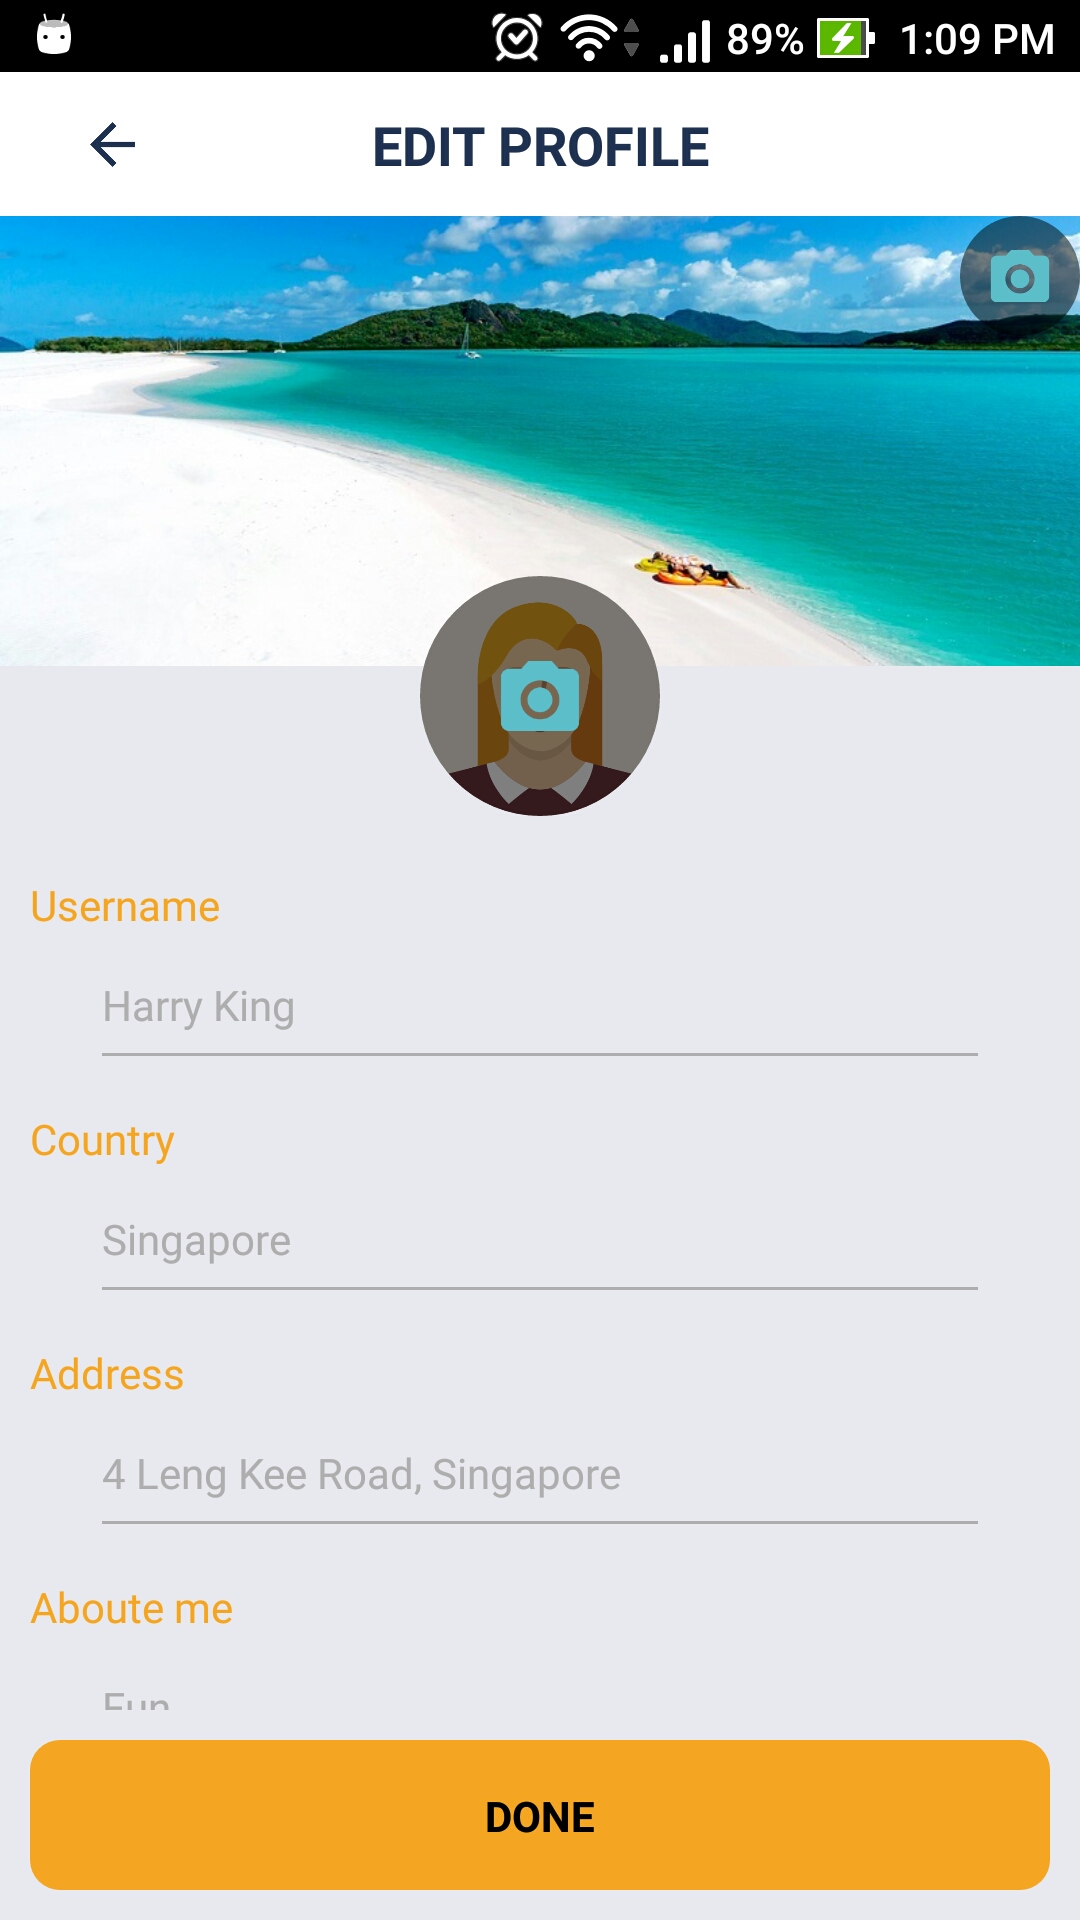 89% 1:09 PM
EDIT PROFILE
Username
Harry King
Country
Singapore
Address
4 Leng Kee Road, Singapore
Aboute me
Fun
DONE